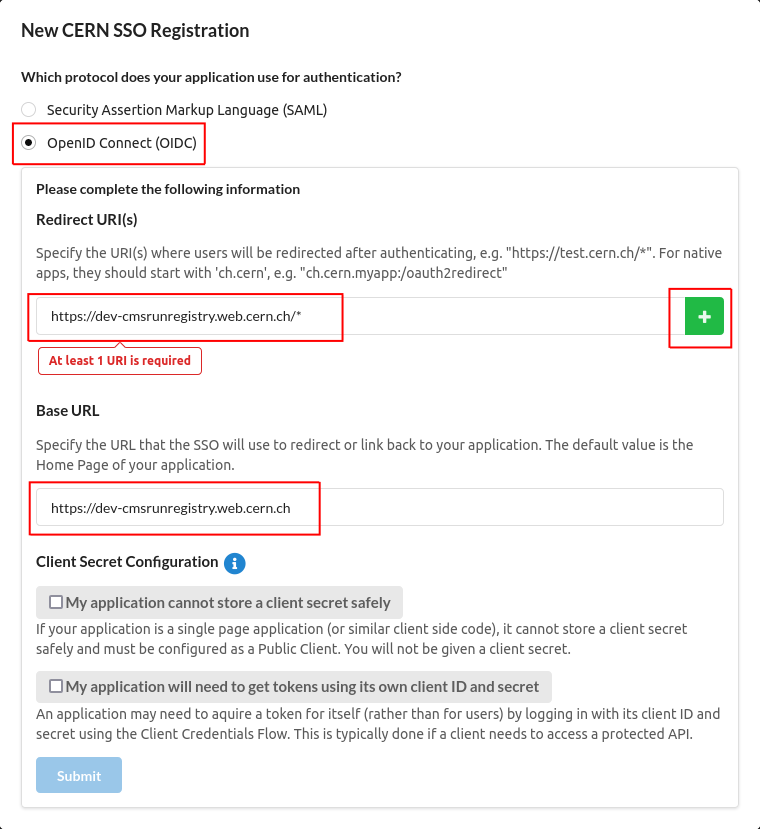 New CERN SSO Registration
Which protocol does your application use for authentication?
Security Assertion Markup Language (SAML)
OpenID Connect (OIDC)
Please complete the following information
Redirect URI(s)
Specify the URI(s) where users will be redirected after authenticating, e.g. "https://test.cern.ch/*". For native
apps, they should start with 'ch.cern', e.g. "ch.cern.myapp:/oauth2redirect"
https://dev-cmsrunregistry.web.cern.ch/*
At least 1 URI is required
Base URL
Specify the URL that the SSO will use to redirect or link back to your application. The default value is the
Home Page of your application.
https://dev-cmsrunregistry.web.cern.ch
Client Secret Configuration
My application cannot store a client secret safely
If your application is a single page application (or similar client side code), it cannot store a client secret
safely and must be configured as a Public Client. You will not be given a client secret.
My application will need to get tokens using its own client ID and secret
An application may need to aquire a token for itself (rather than for users) by logging in with its client ID and
secret using the Client Credentials Flow. This is typically done if a client needs to access a protected API.
Submit